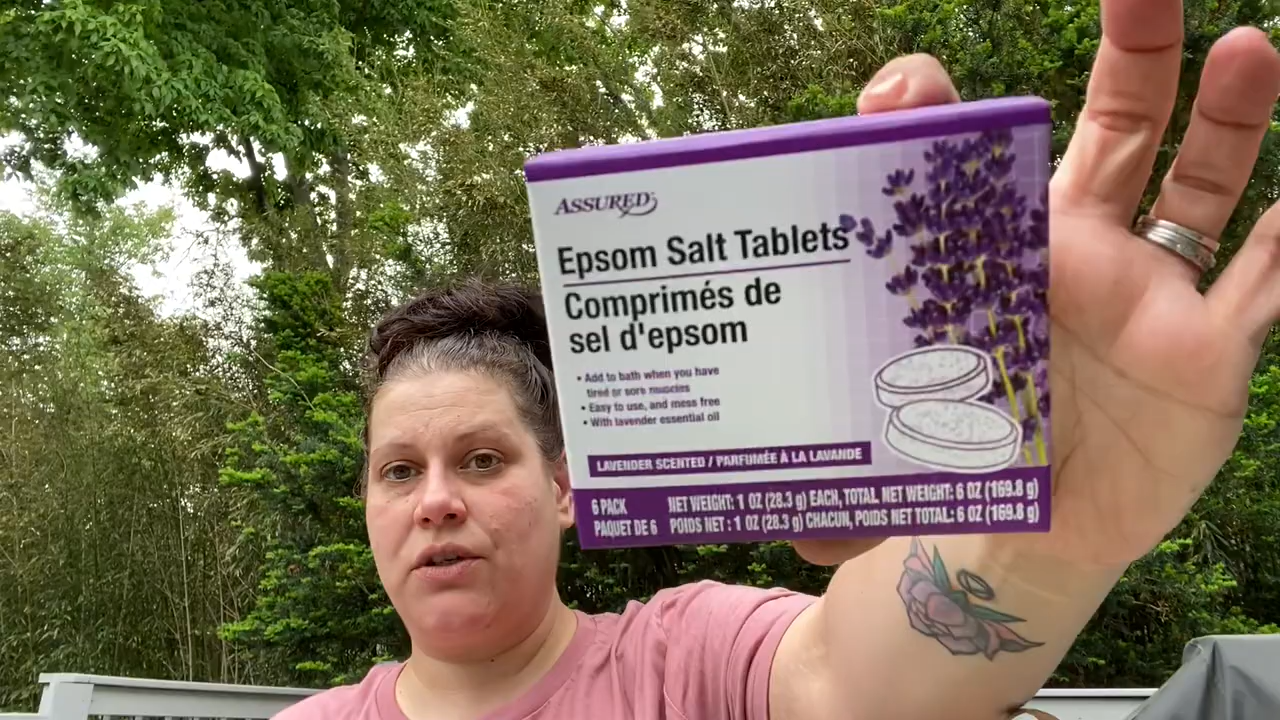 ASSURED
Epsom Salt Tablets
Comprimés de
sel d'epsom
• Add to bath when you have
tired or sore muscles
• Easy to use, and mess free
• With lavender essential oil
LAVENDER SCENTED / PARFUMÉE À LA LAVANDE
6 PACK NET WEIGHT: 1 OZ (28.3 g) EACH, TOTAL NET WEIGHT: 6 OZ (169.8 g)
PAQUET DE 6 POIDS NET : 1 OZ (28.3 g) CHACUN, POIDS NET TOTAL: 6 OZ (169.8 g)